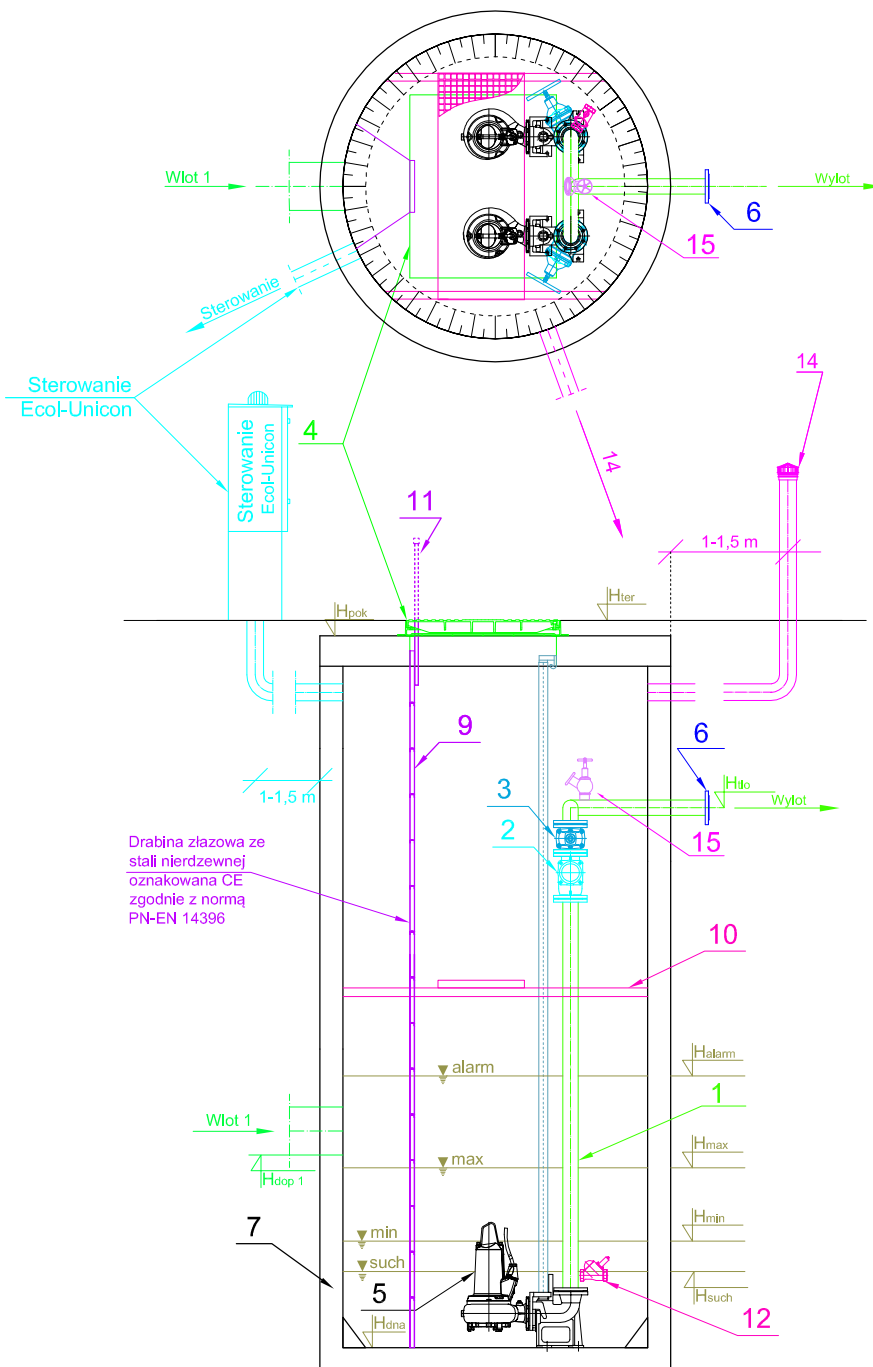 Wlot 1
Wylot
6
15
Sterowanie
Sterowanie
Ecol-Unicon
Sterowanie
Ecol-Unicon
4
14
14
11
1-1,5 m
Hpok
Hter
9
6
Htło
3
Wylot
1-1,5 m
2
15
Drabina złazowa ze
stali nierdzewnej
oznakowana CE
zgodnie z normą
PN-EN 14396
10
alarm
Halarm
1
Wlot 1
max
Hmax
Hdop 1
7
min
Hmin
such
5
Hsuch
12
Hdna